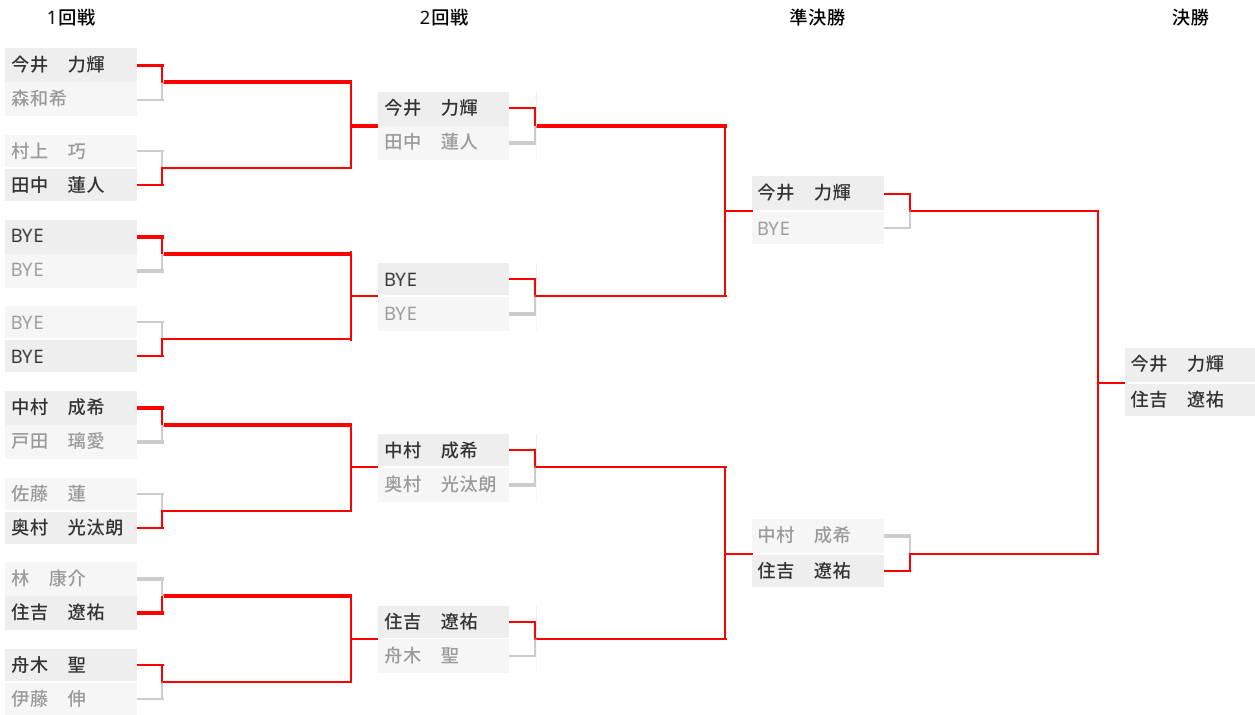 1回戦
2回戦
準決勝
決勝
今井　力輝
森和希
村上　巧
田中　蓮人
BYE
BYE
BYE
BYE
中村　成希
戸田　璃愛
佐藤　蓮
奥村　光汰朗
林　康介
住吉　遼祐
舟木　聖
伊藤　伸
今井　力輝
田中　蓮人
BYE
BYE
中村　成希
奥村　光汰朗
住吉　遼祐
舟木　聖
今井　力輝
BYE
中村　成希
住吉　遼祐
今井　力輝
住吉　遼祐